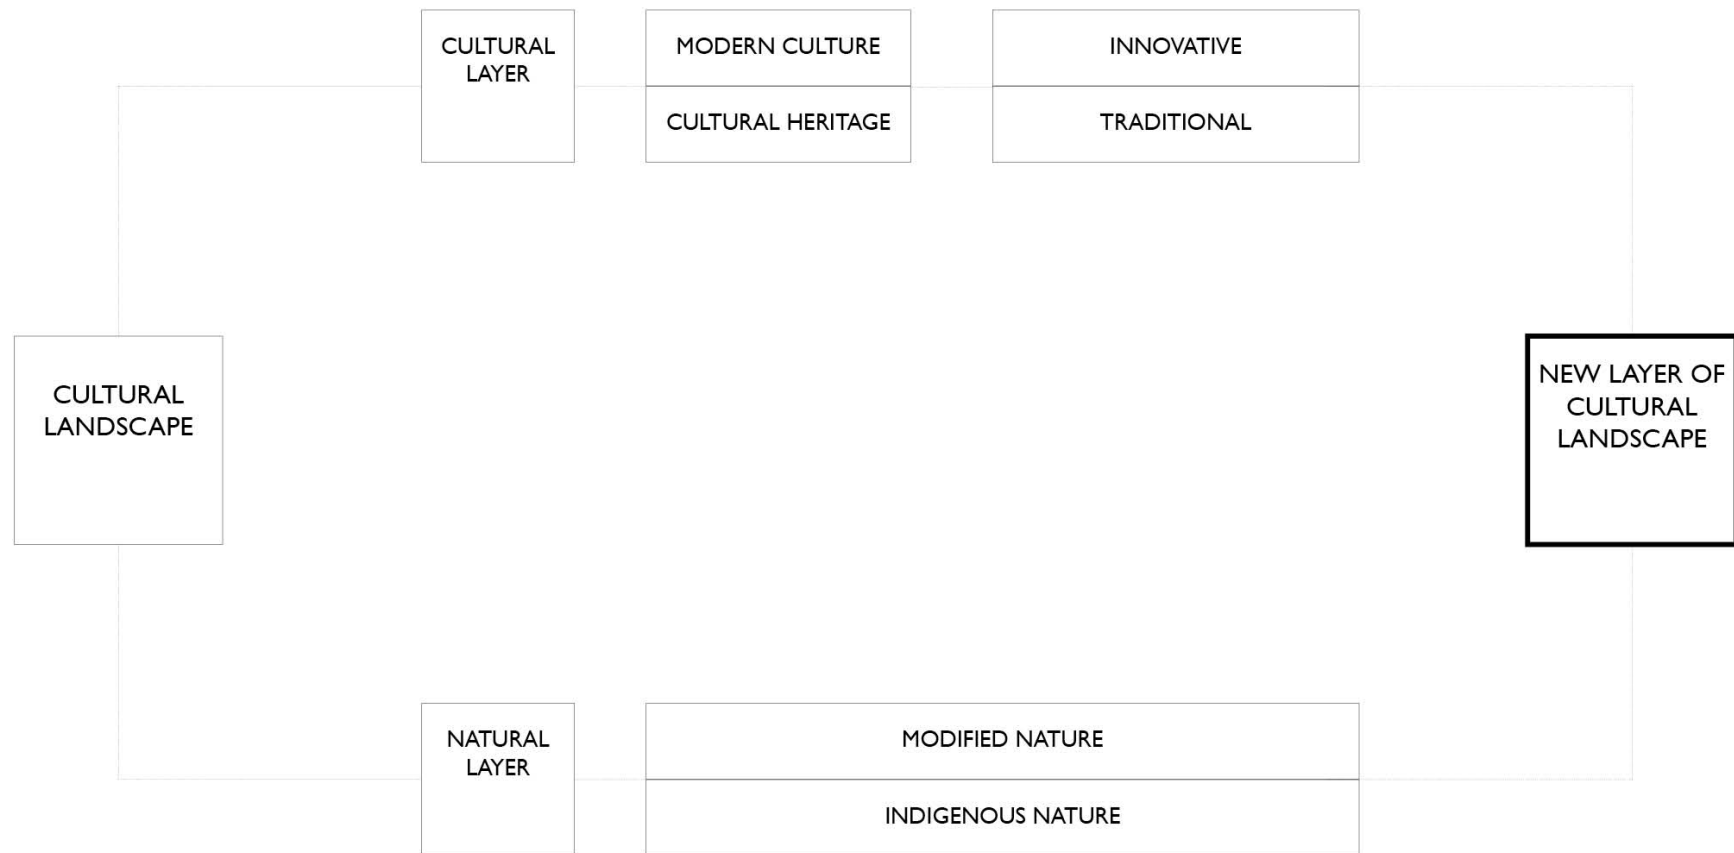 CULTURAL
LAYER
MODERN CULTURE
CULTURAL HERITAGE
INNOVATIVE
TRADITIONAL
CULTURAL
LANDSCAPE
NEW LAYER OF
CULTURAL
LANDSCAPE
NATURAL
LAYER
MODIFIED NATURE
INDIGENOUS NATURE